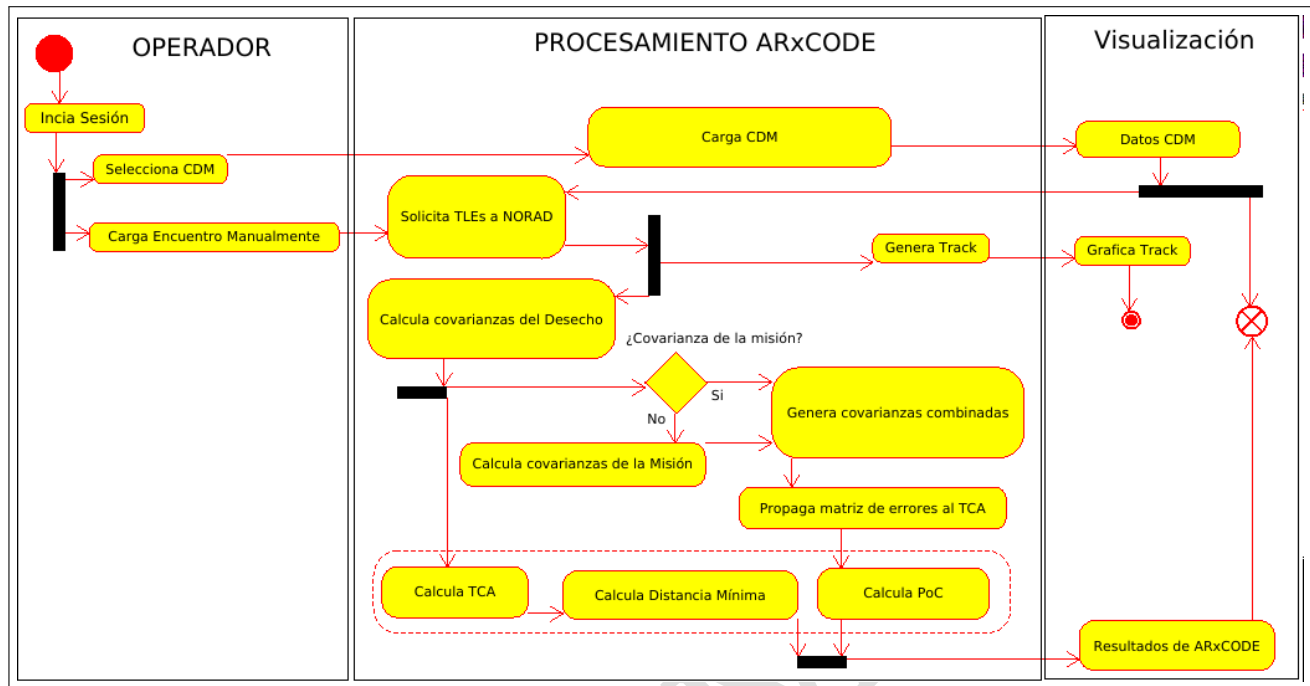 OPERADOR
PROCESAMIENTO ARxCODE
Visualización
Incia Sesión
Selecciona CDM
Carga CDM
Datos CDM
Carga Encuentro Manualmente
Solicita TLEs a NORAD
Genera Track
Grafica Track
Calcula covarianzas del Desecho
¿Covarianza de la misión?
Si
No
Genera covarianzas combinadas
Calcula covarianzas de la Misión
Propaga matriz de errores al TCA
Calcula TCA
Calcula Distancia Mínima
Calcula PoC
Resultados de ARxCODE